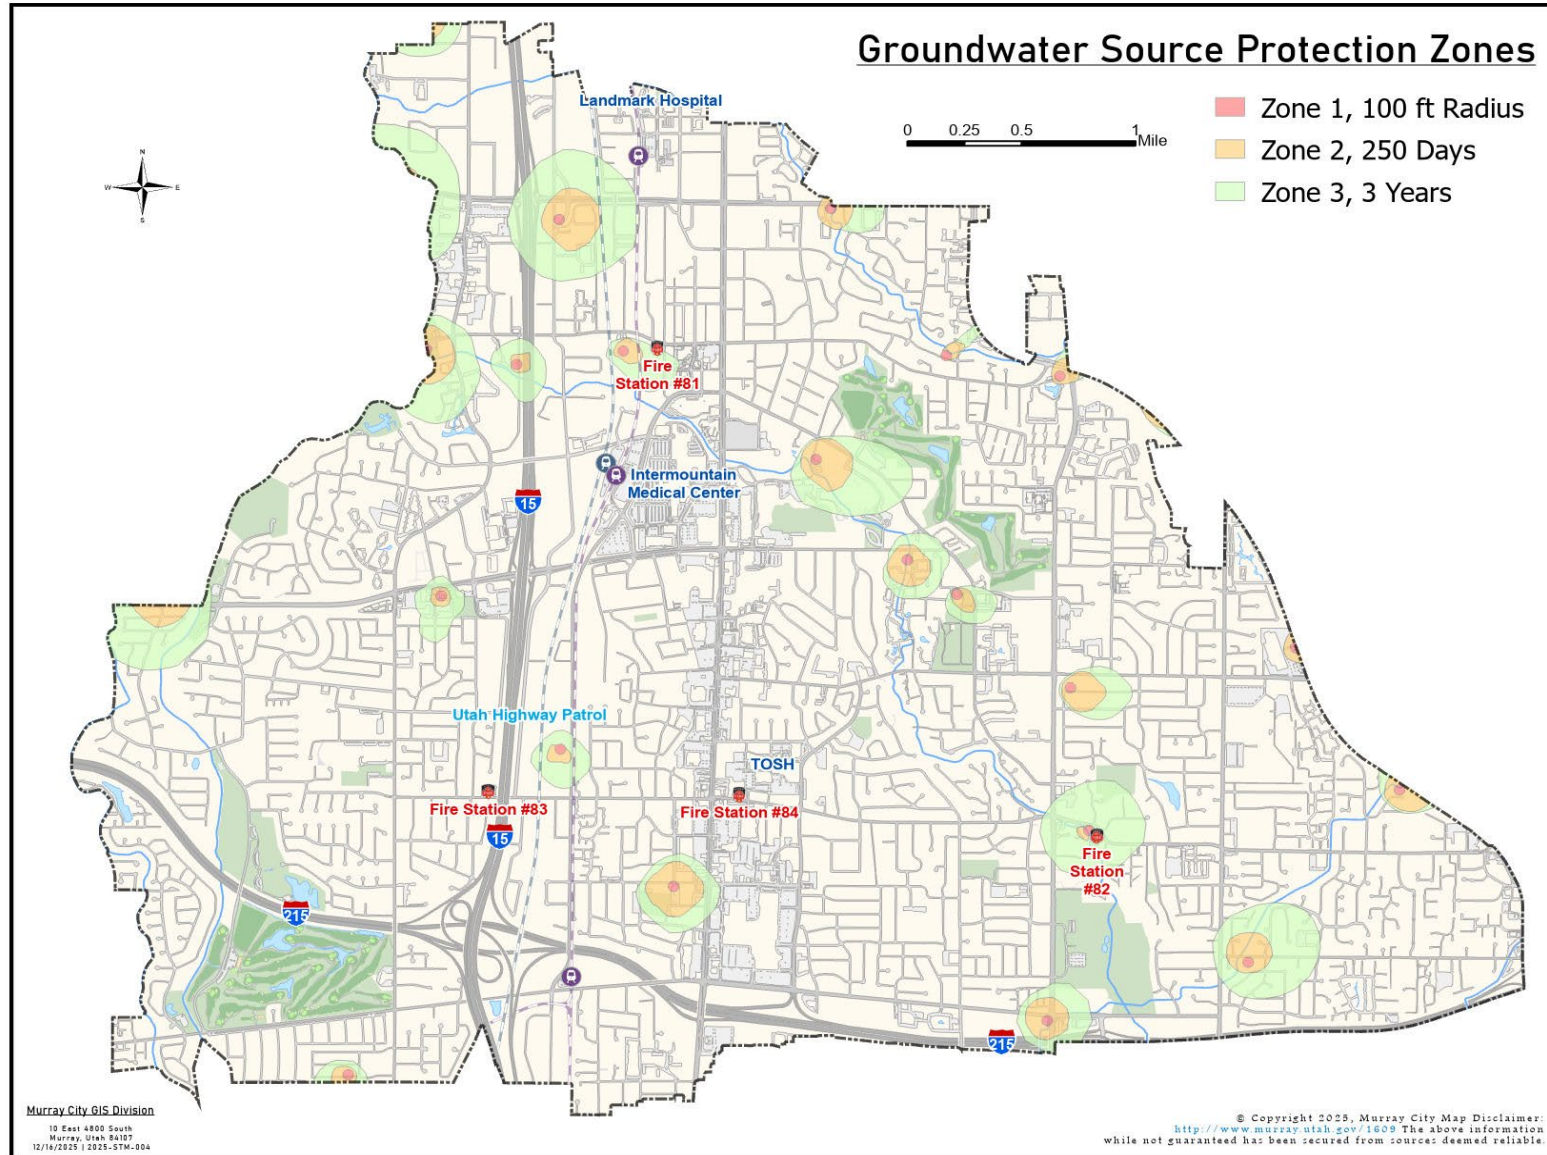 Groundwater Source Protection Zones
Zone 1, 100 ft Radius
Zone 2, 250 Days
Zone 3, 3 Years
0 0.25 0.5 1
Mile
N
W E
S
Landmark Hospital
Fire
Station #81
Intermountain
Medical Center
15
Utah Highway Patrol
TOSH
Fire Station #83
Fire Station #84
15
Fire
Station
#82
215
215
Murray City GIS Division
10 East 4800 South
Murray, Utah 84107
12/16/2025 | 2025-STM-004
© Copyright 2025, Murray City Map Disclaimer:
http://www.murray.utah.gov/1609 The above information
while not guaranteed has been secured from sources deemed reliable.